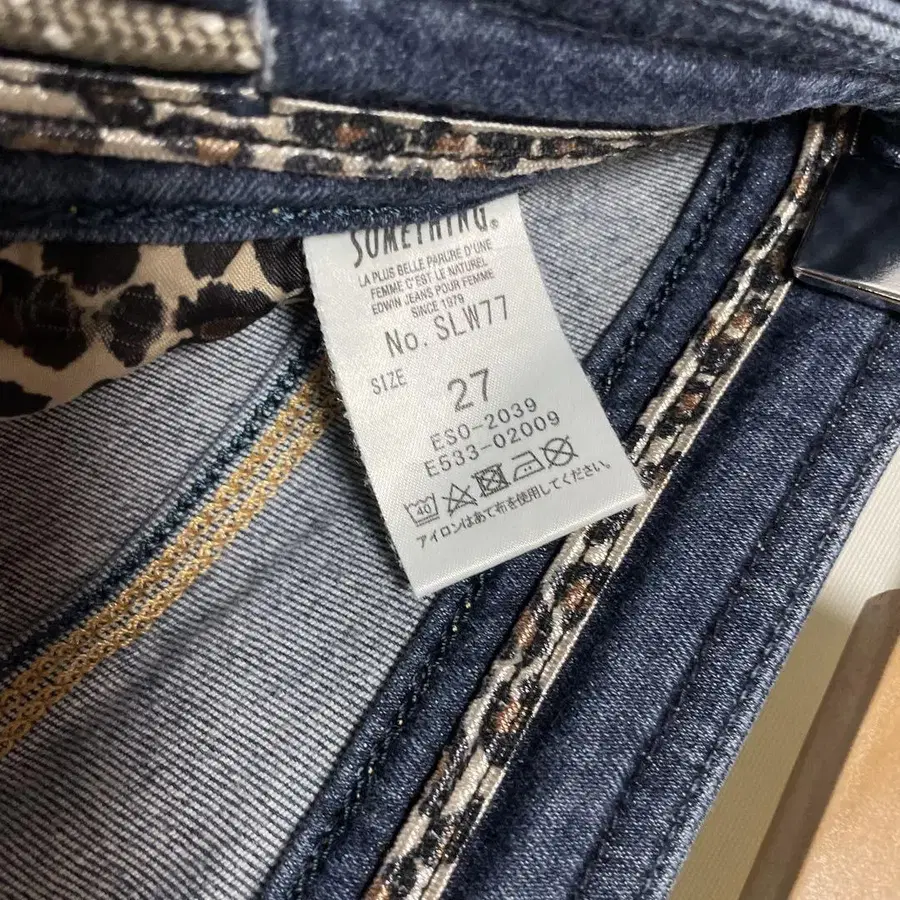 SOMETHING®
LA PLUS BELLE PARURE D'UNE
FEMME C'EST LE NATUREL
EDWIN JEANS POUR FEMME
SINCE 1979
No. SLW77
SIZE 27
ESO-2039
E533-02009
40
アイロンはあて布を使用してください。